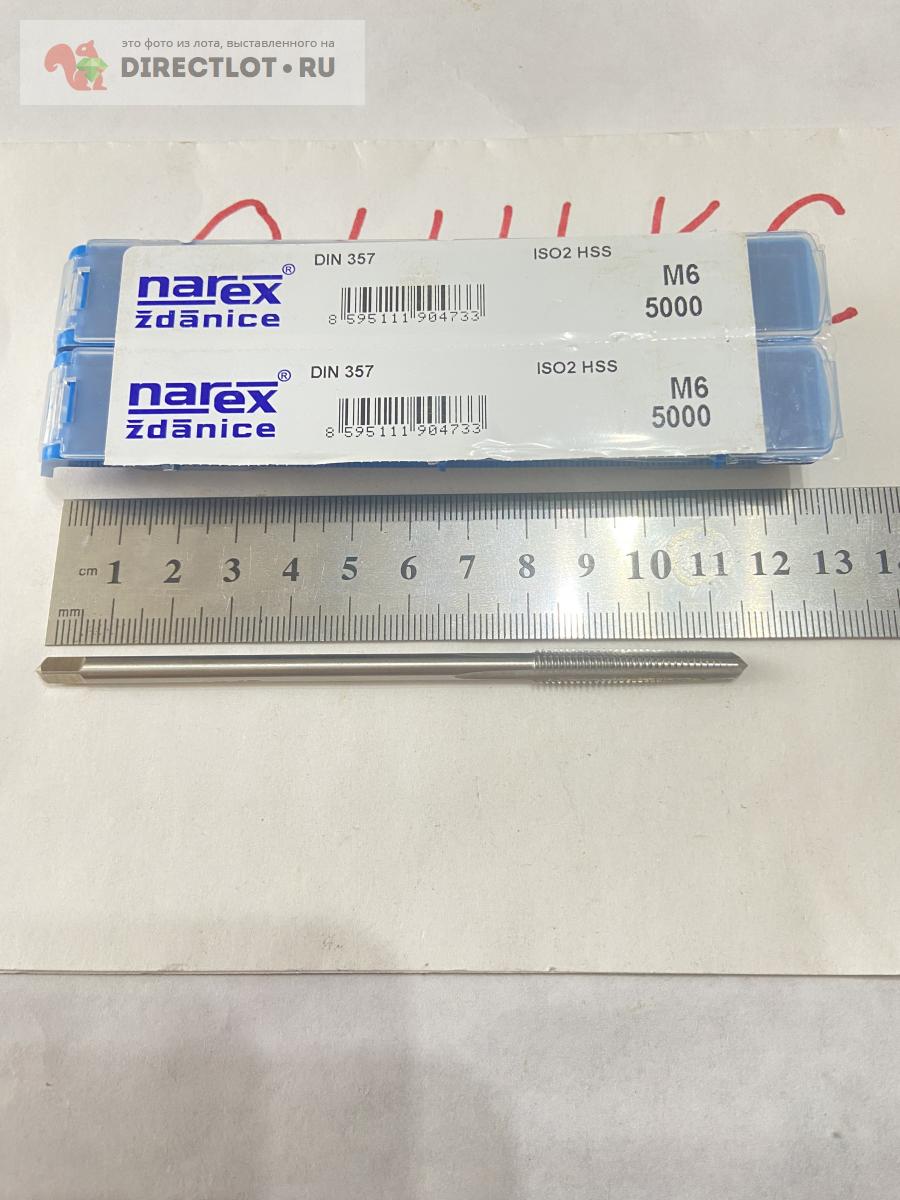 это фото из лота, выставленного на
DIRECTLOT.RU
narex®
ždānice
DIN 357
8 595111 904733
ISO2 HSS
M6
5000
narex®
ždānice
DIN 357
8 595111 904733
ISO2 HSS
M6
5000
cm 1 2 3 4 5 6 7 8 9 10 11 12 13
mm